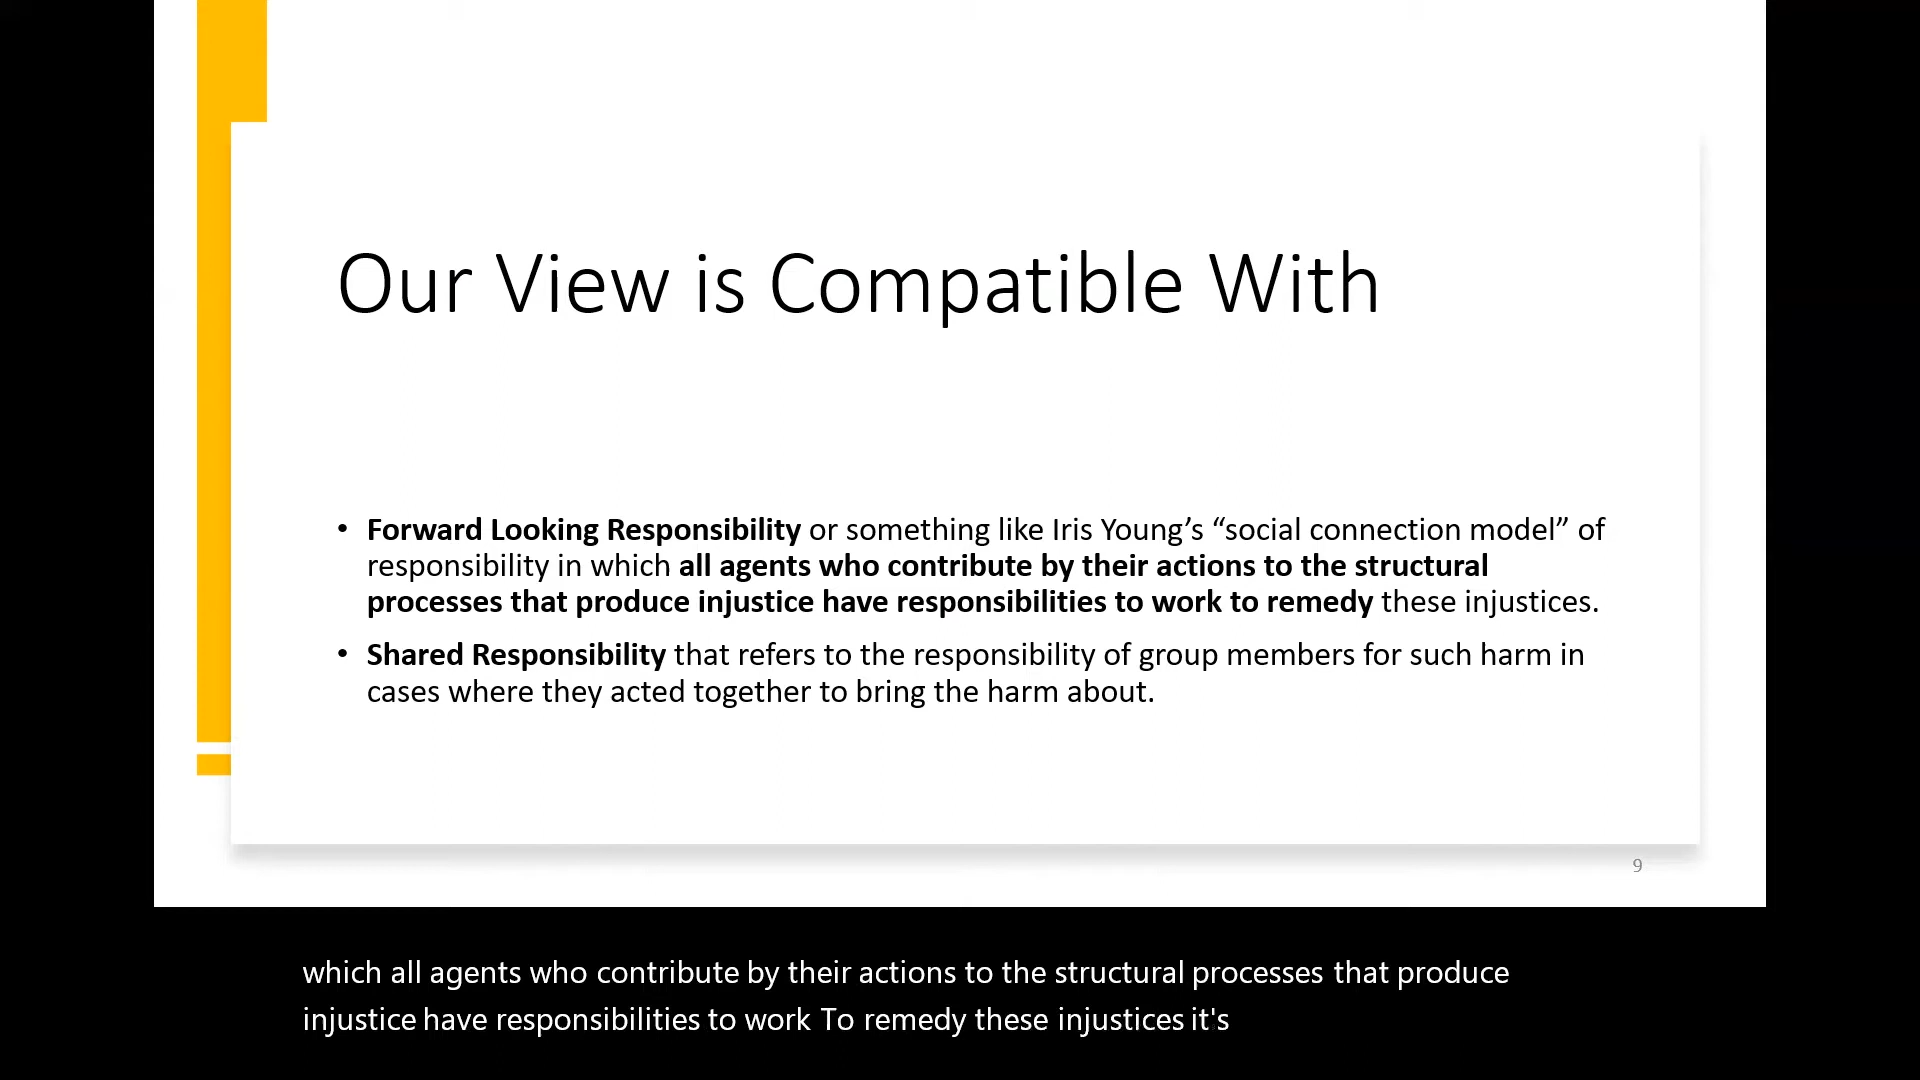 Our View is Compatible With
• Forward Looking Responsibility or something like Iris Young’s “social connection model” of
responsibility in which all agents who contribute by their actions to the structural
processes that produce injustice have responsibilities to work to remedy these injustices.
• Shared Responsibility that refers to the responsibility of group members for such harm in
cases where they acted together to bring the harm about.
9
which all agents who contribute by their actions to the structural processes that produce
injustice have responsibilities to work To remedy these injustices it's